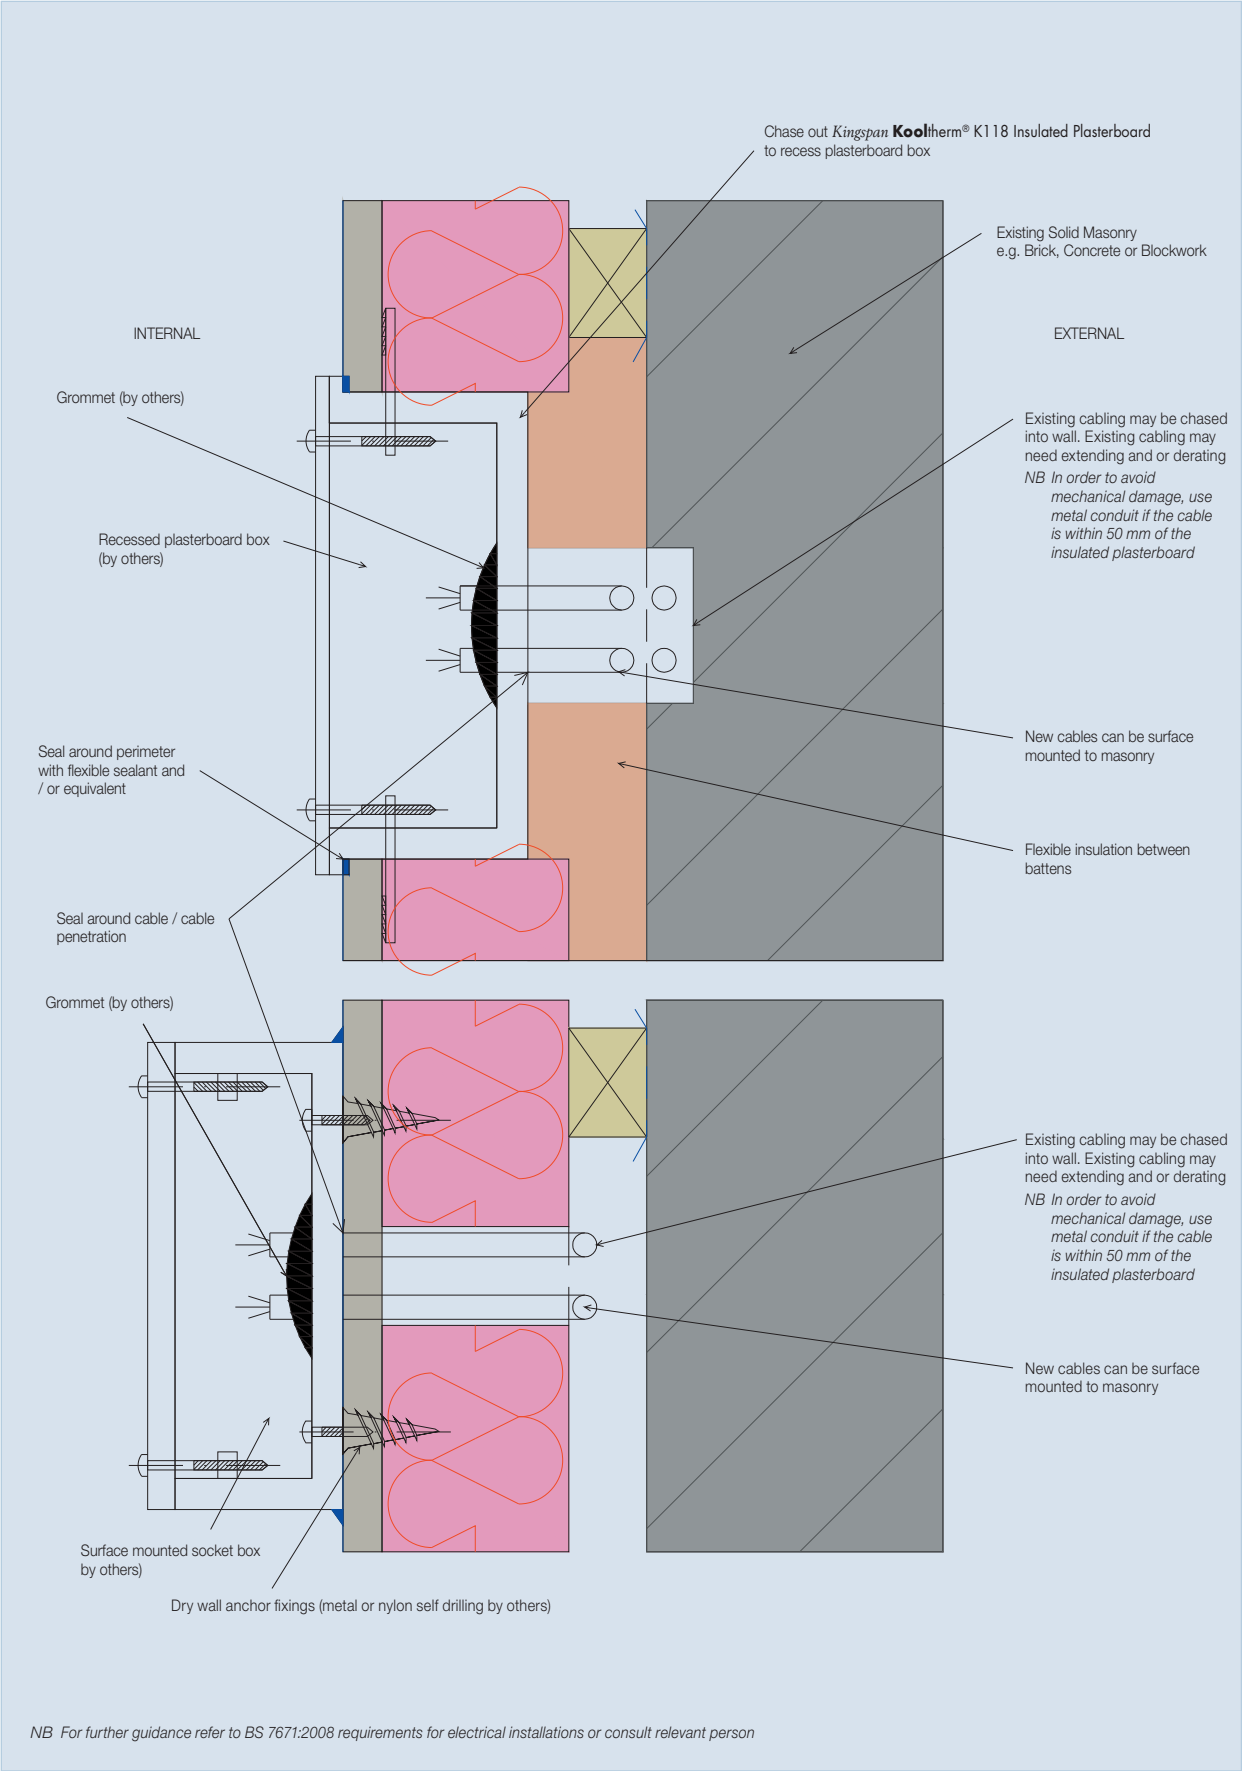 Chase out Kingspan Kooltherm® K118 Insulated Plasterboard
to recess plasterboard box
Existing Solid Masonry
e.g. Brick, Concrete or Blockwork
INTERNAL
EXTERNAL
Grommet (by others)
Existing cabling may be chased
into wall. Existing cabling may
need extending and or derating
NB In order to avoid
mechanical damage, use
metal conduit if the cable
is within 50 mm of the
insulated plasterboard
Recessed plasterboard box
(by others)
New cables can be surface
mounted to masonry
Seal around perimeter
with flexible sealant and
/ or equivalent
Flexible insulation between
battens
Seal around cable / cable
penetration
Grommet (by others)
Existing cabling may be chased
into wall. Existing cabling may
need extending and or derating
NB In order to avoid
mechanical damage, use
metal conduit if the cable
is within 50 mm of the
insulated plasterboard
New cables can be surface
mounted to masonry
Surface mounted socket box
by others)
Dry wall anchor fixings (metal or nylon self drilling by others)
NB For further guidance refer to BS 7671:2008 requirements for electrical installations or consult relevant person